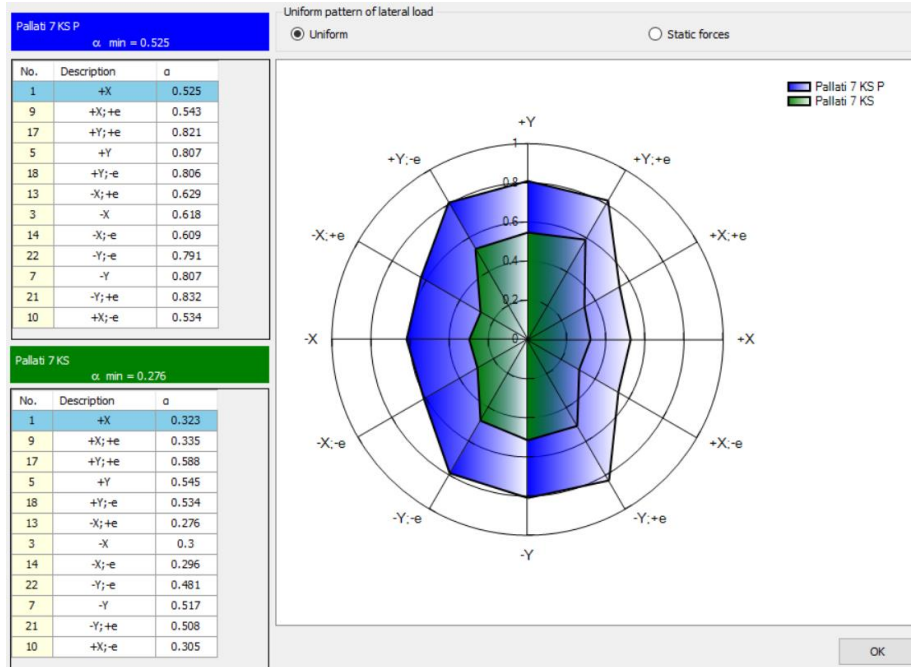 Uniform pattern of lateral load
Uniform
Static forces
Pallati 7 KS P
α min = 0.525
No. Description α
1 +X 0.525
9 +X;+e 0.543
17 +Y;+e 0.821
5 +Y 0.807
18 +Y;-e 0.806
13 -X;+e 0.629
3 -X 0.618
14 -X;-e 0.609
22 -Y;-e 0.791
7 -Y 0.807
21 -Y;+e 0.832
10 +X;-e 0.534
Pallati 7 KS
α min = 0.276
No. Description α
1 +X 0.323
9 +X;+e 0.335
17 +Y;+e 0.588
5 +Y 0.545
18 +Y;-e 0.534
13 -X;+e 0.276
3 -X 0.3
14 -X;-e 0.296
22 -Y;-e 0.481
7 -Y 0.517
21 -Y;+e 0.508
10 +X;-e 0.305
Pallati 7 KS P
Pallati 7 KS
+Y
+Y;-e
+Y;+e
-X;+e
+X;+e
-X
+X
-X;-e
+X;-e
-Y;-e
-Y;+e
-Y
1
0.8
0.6
0.4
0.2
0
OK